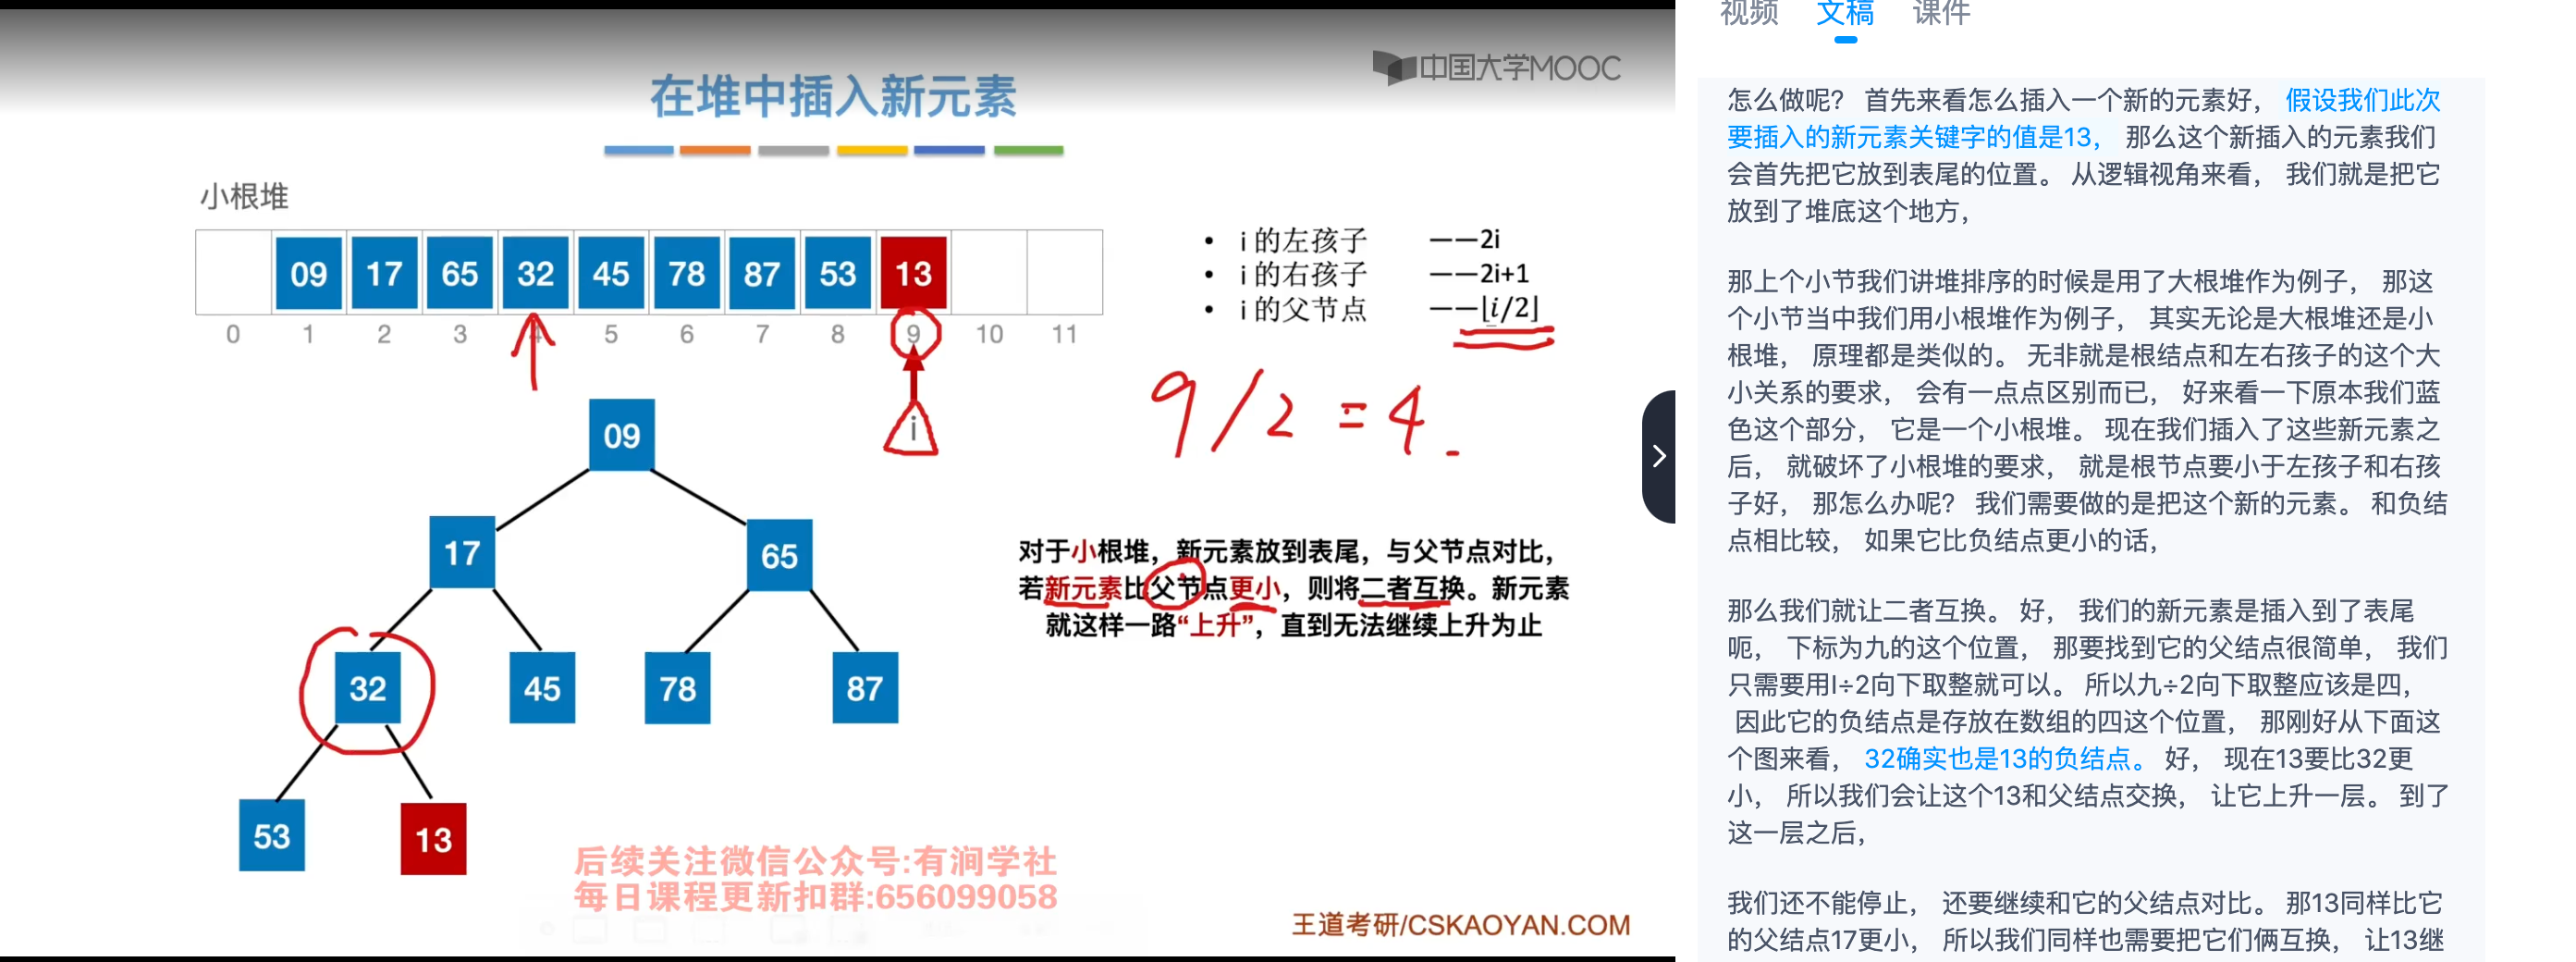 中国大学MOOC
在堆中插入新元素
小根堆
09 17 65 32 45 78 87 53 13
0 1 2 3 4 5 6 7 8 9 10 11
i
• i 的左孩子 ——2i
• i 的右孩子 ——2i+1
• i 的父节点 ——⌊i/2⌋
9/2=4.
09
17 65
32 45 78 87
53 13
对于小根堆，新元素放到表尾，与父节点对比，
若新元素比父节点更小，则将二者互换。新元素
就这样一路“上升”，直到无法继续上升为止
后续关注微信公众号:有涧学社
每日课程更新扣群:656099058
王道考研/CSKAOYAN.COM
视频 文稿 课件
怎么做呢？ 首先来看怎么插入一个新的元素好， 假设我们此次
要插入的新元素关键字的值是13， 那么这个新插入的元素我们
会首先把它放到表尾的位置。 从逻辑视角来看， 我们就是把它
放到了堆底这个地方，
那上个小节我们讲堆排序的时候是用了大根堆作为例子， 那这
个小节当中我们用小根堆作为例子， 其实无论是大根堆还是小
根堆， 原理都是类似的。 无非就是根结点和左右孩子的这个大
小关系的要求， 会有一点点区别而已， 好来看一下原本我们蓝
色这个部分， 它是一个小根堆。 现在我们插入了这些新元素之
后， 就破坏了小根堆的要求， 就是根节点要小于左孩子和右孩
子好， 那怎么办呢？ 我们需要做的是把这个新的元素。 和负结
点相比较， 如果它比负结点更小的话，
那么我们就让二者互换。 好， 我们的新元素是插入到了表尾
呃， 下标为九的这个位置， 那要找到它的父结点很简单， 我们
只需要用I÷2向下取整就可以。 所以九÷2向下取整应该是四，
因此它的负结点是存放在数组的四这个位置， 那刚好从下面这
个图来看， 32确实也是13的负结点。 好， 现在13要比32更
小， 所以我们会让这个13和父结点交换， 让它上升一层。 到了
这一层之后，
我们还不能停止， 还要继续和它的父结点对比。 那13同样比它
的父结点17更小， 所以我们同样也需要把它们俩互换， 让13继